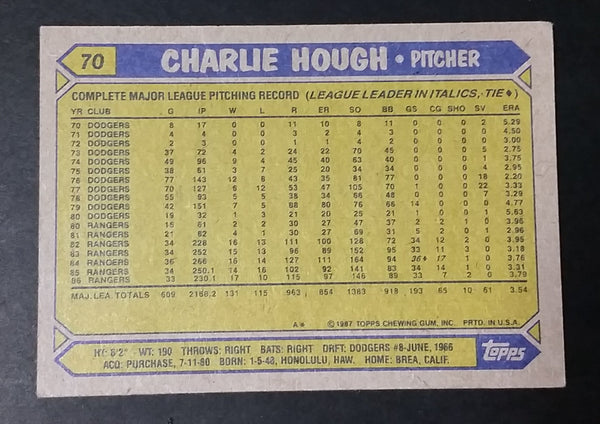 70 CHARLIE HOUGH • PITCHER
COMPLETE MAJOR LEAGUE PITCHING RECORD (LEAGUE LEADER IN ITALICS, TIE ♦)
YR CLUB G IP W L R ER SO BB GS CG SHO SV ERA
70 DODGERS 8 17 0 0 11 10 8 11 0 0 0 2 5.29
71 DODGERS 4 4 0 0 3 2 4 3 0 0 0 0 4.50
72 DODGERS 2 3 0 0 1 1 4 2 0 0 0 0 3.00
73 DODGERS 37 72 4 2 24 22 70 45 0 0 0 5 2.75
74 DODGERS 49 96 9 4 45 40 63 40 0 0 0 1 3.75
75 DODGERS 38 61 3 7 25 20 34 34 0 0 0 4 2.95
76 DODGERS 77 143 12 8 43 35 81 77 0 0 0 18 2.20
77 DODGERS 70 127 6 12 53 47 105 70 1 0 0 22 3.33
78 DODGERS 55 93 5 5 38 34 66 48 0 0 0 7 3.29
79 DODGERS 42 151 7 5 88 80 76 66 14 0 0 0 4.77
80 DODGERS 19 32 1 3 21 20 25 21 0 0 0 1 5.63
80 RANGERS 15 61 2 2 30 27 47 37 2 2 1 0 3.96
81 RANGERS 21 82 4 1 30 27 69 31 5 2 0 1
82 RANGERS 34 228 16 13 111 100 128 72 34 12 2 0 3.95
83 RANGERS 34 252 15 13 96 89 152 95 33 11 3 0 3.18
84 RANGERS 36 266 16 14 127 111 164 94 36♦ 17 1 0 3.76
85 RANGERS 34 250.1 14 16 102 92 141 83 34 14 1 0 3.31
86 RANGERS 33 230.1 17 10 115 97 146 89 33 7 2 0 3.79
MAJ. LEA. TOTALS 609 2168.2 131 115 963 854 1383 918 193 65 10 61 3.54
A* © 1987 TOPPS CHEWING GUM, INC. PRTD. IN U.S.A.
HT: 6'2" WT: 190 THROWS: RIGHT BATS: RIGHT DRFT: DODGERS #8-JUNE, 1966
ACQ: PURCHASE, 7-11-80 BORN: 1-5-48, HONOLULU, HAW. HOME: BREA, CALIF.
topps